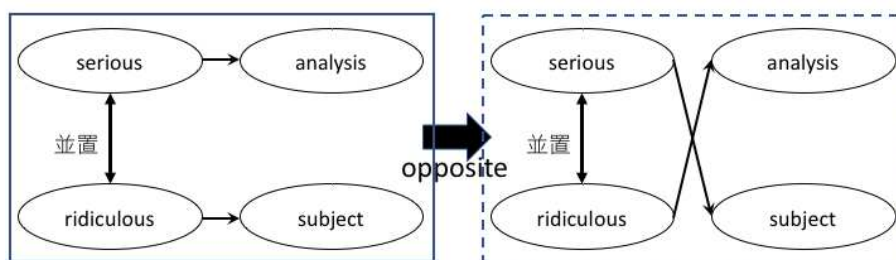 serious
analysis
並置
ridiculous
subject
opposite
serious
analysis
並置
ridiculous
subject